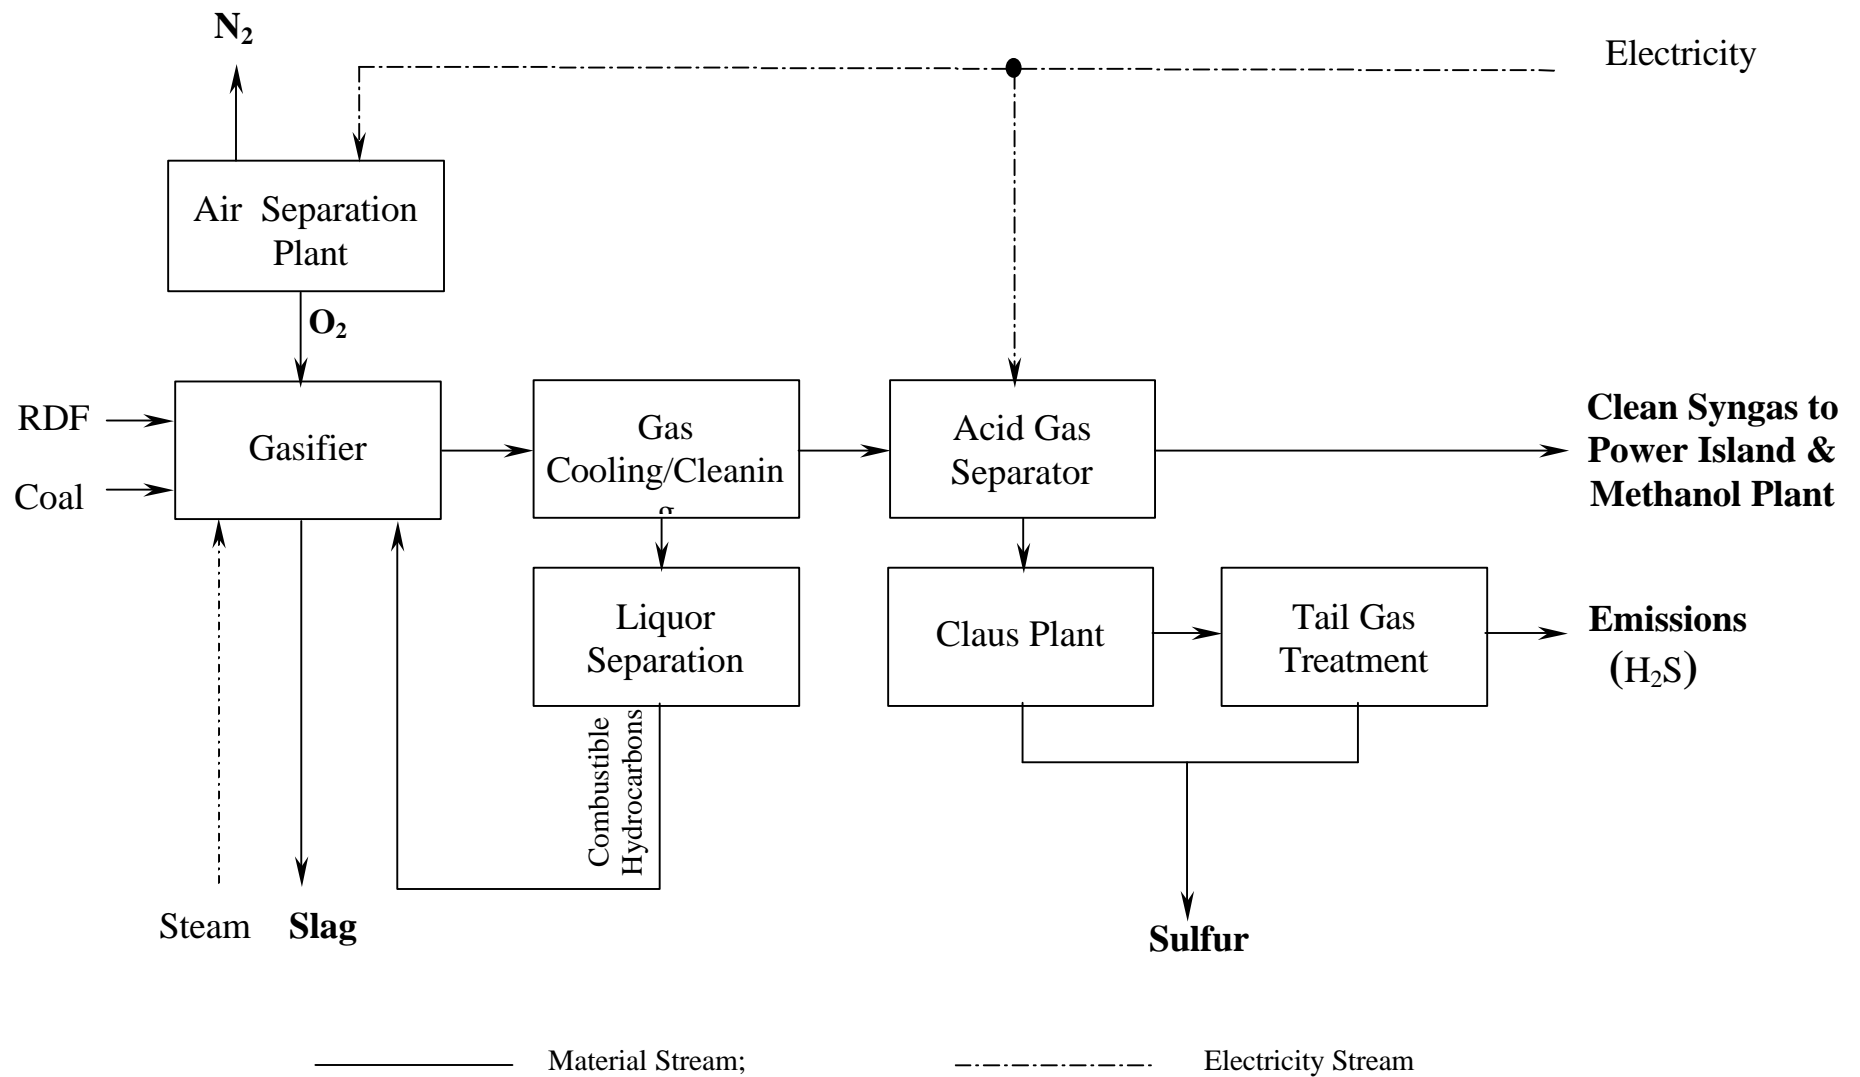 N₂
Electricity
Air Separation
Plant
O₂
RDF
Coal
Gasifier
Gas
Cooling/Cleanin
g
Acid Gas
Separator
Clean Syngas to
Power Island &
Methanol Plant
Liquor
Separation
Claus Plant
Tail Gas
Treatment
Emissions
(H₂S)
Combustible
Hydrocarbons
Steam
Slag
Sulfur
Material Stream;
Electricity Stream